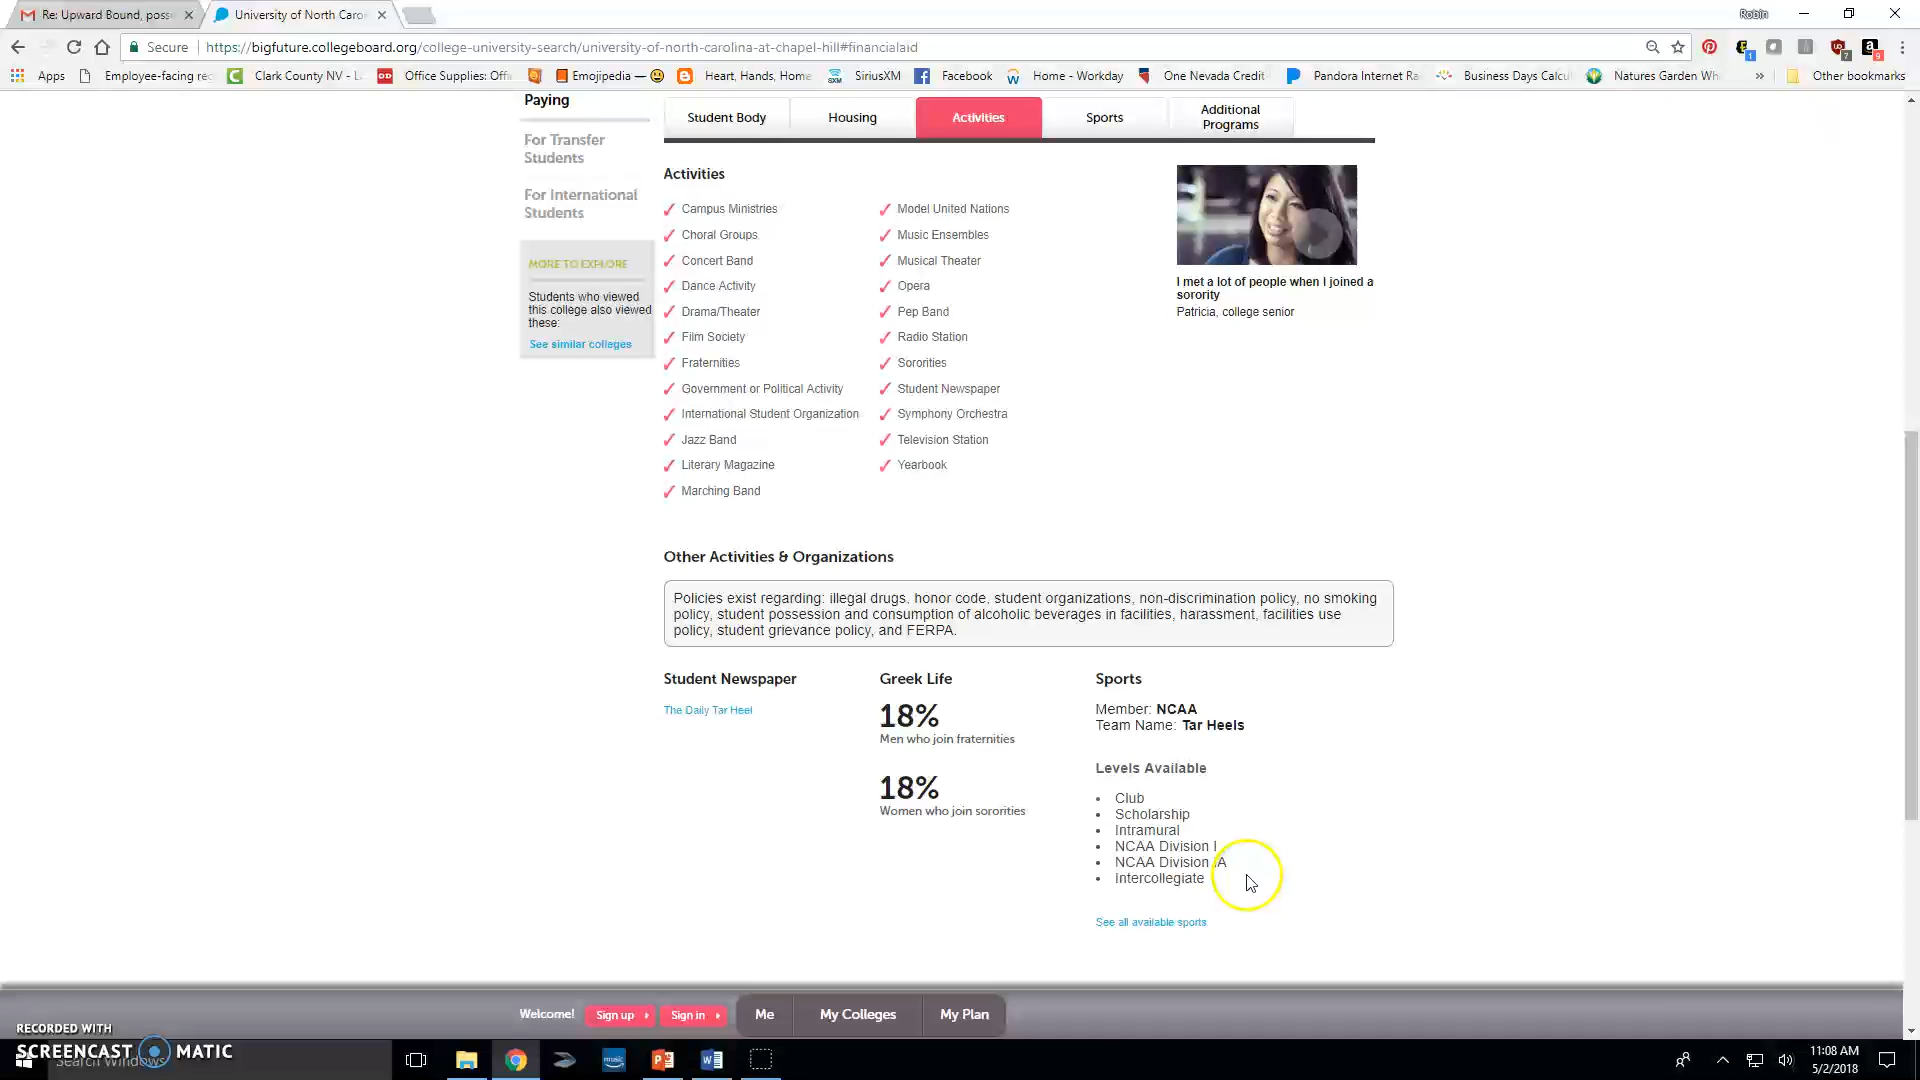 Re: Upward Bound, poss
University of North Caro
Robin
Secure
https://bigfuture.collegeboard.org/college-university-search/university-of-north-carolina-at-chapel-hill#financialaid
Apps
Employee-facing re
Clark County NV - L
Office Supplies: Offi
Emojipedia —
Heart, Hands, Home
SiriusXM
Facebook
Home - Workday
One Nevada Credit
Pandora Internet Ra
Business Days Calcu
Natures Garden Wh
»
Other bookmarks
Paying
For Transfer
Students
For International
Students
MORE TO EXPLORE
Students who viewed
this college also viewed
these:
See similar colleges
Student Body
Housing
Activities
Sports
Additional
Programs
Activities
Campus Ministries
Choral Groups
Concert Band
Dance Activity
Drama/Theater
Film Society
Fraternities
Government or Political Activity
International Student Organization
Jazz Band
Literary Magazine
Marching Band
Model United Nations
Music Ensembles
Musical Theater
Opera
Pep Band
Radio Station
Sororities
Student Newspaper
Symphony Orchestra
Television Station
Yearbook
I met a lot of people when I joined a
sorority
Patricia, college senior
Other Activities & Organizations
Policies exist regarding: illegal drugs, honor code, student organizations, non-discrimination policy, no smoking
policy, student possession and consumption of alcoholic beverages in facilities, harassment, facilities use
policy, student grievance policy, and FERPA.
Student Newspaper
The Daily Tar Heel
Greek Life
18%
Men who join fraternities
18%
Women who join sororities
Sports
Member: NCAA
Team Name: Tar Heels
Levels Available
• Club
• Scholarship
• Intramural
• NCAA Division I
• NCAA Division IA
• Intercollegiate
See all available sports
Welcome!
Sign up
Sign in
Me
My Colleges
My Plan
RECORDED WITH
SCREENCAST MATIC
Search Windows
music
11:08 AM
5/2/2018